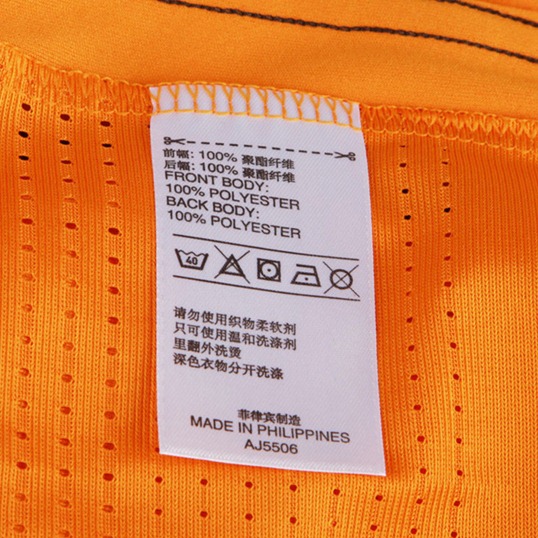 前幅: 100% 聚酯纤维
后幅: 100% 聚酯纤维
FRONT BODY:
100% POLYESTER
BACK BODY:
100% POLYESTER
40
请勿使用织物柔软剂
只可使用温和洗涤剂
里翻外洗烫
深色衣物分开洗涤
菲律宾制造
MADE IN PHILIPPINES
AJ5506